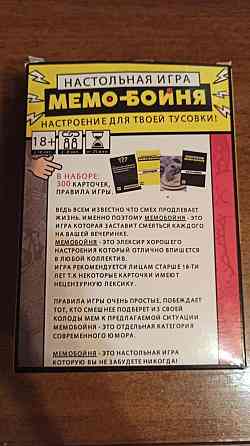 НАСТОЛЬНАЯ ИГРА
МЕМО-БОЙНЯ
НАСТРОЕНИЕ ДЛЯ ТВОЕЙ ТУСОВКИ!
18+
В НАБОРЕ:
300 КАРТОЧЕК,
ПРАВИЛА ИГРЫ
???
ВЕДЬ ВСЕМ ИЗВЕСТНО ЧТО СМЕХ ПРОДЛЕВАЕТ
ЖИЗНЬ. ИМЕННО ПОЭТОМУ МЕМОБОЙНЯ - ЭТО
ИГРА КОТОРАЯ ЗАСТАВИТ СМЕЯТЬСЯ КАЖДОГО
НА ВАШЕЙ ВЕЧЕРИНКЕ.
МЕМОБОЙНЯ - ЭТО ЭЛЕКСИР ХОРОШЕГО
НАСТРОЕНИЯ КОТОРЫЙ ОТЛИЧНО ВПИШЕТСЯ
В ЛЮБОЙ КОЛЛЕКТИВ.
ИГРА РЕКОМЕНДУЕТСЯ ЛИЦАМ СТАРШЕ 18-ТИ
ЛЕТ Т.К НЕКОТОРЫЕ КАРТОЧКИ ИМЕЮТ
НЕЦЕНЗУРНУЮ ЛЕКСИКУ.
ПРАВИЛА ИГРЫ ОЧЕНЬ ПРОСТЫЕ, ПОБЕЖДАЕТ
ТОТ, КТО СМЕШНЕЕ ПОДБЕРЕТ ИЗ СВОЕЙ
КОЛОДЫ МЕМ К ПРЕДЛАГАЕМОЙ СИТУАЦИИ
МЕМОБОЙНЯ - ЭТО ОТДЕЛЬНАЯ КАТЕГОРИЯ
СОВРЕМЕННОГО ЮМОРА.
МЕМОБОЙНЯ - ЭТО НАСТОЛЬНАЯ ИГРА
КОТОРУЮ ВЫ НЕ ЗАБУДЕТЕ НИКОГДА!